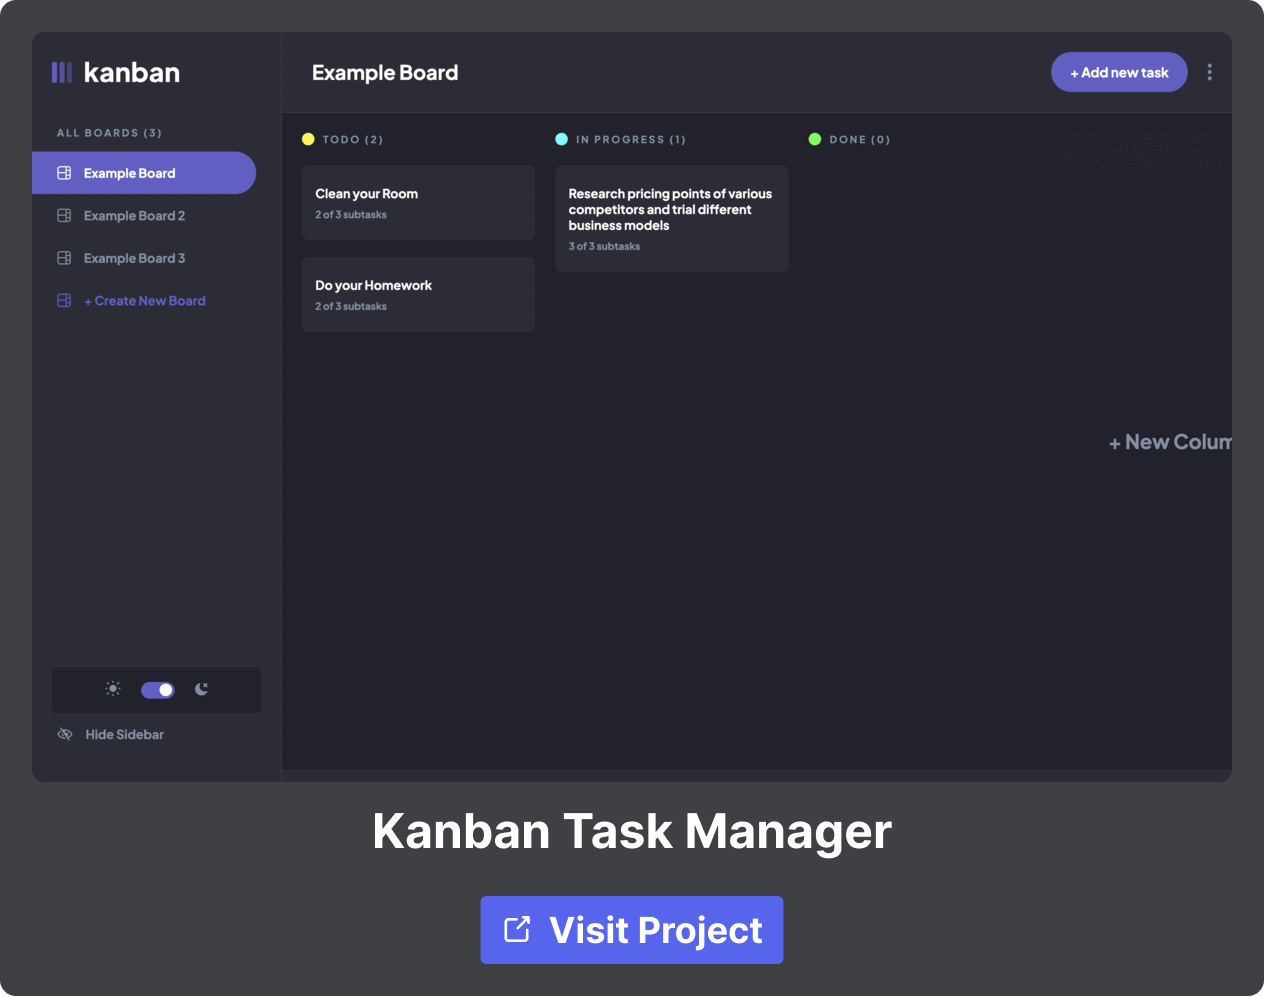 kanban
ALL BOARDS (3)
Example Board
Example Board 2
Example Board 3
+ Create New Board
Hide Sidebar
Example Board
+ Add new task
TODO (2)
Clean your Room
2 of 3 subtasks
Do your Homework
2 of 3 subtasks
IN PROGRESS (1)
Research pricing points of various
competitors and trial different
business models
3 of 3 subtasks
DONE (0)
+ New Colum
Kanban Task Manager
Visit Project